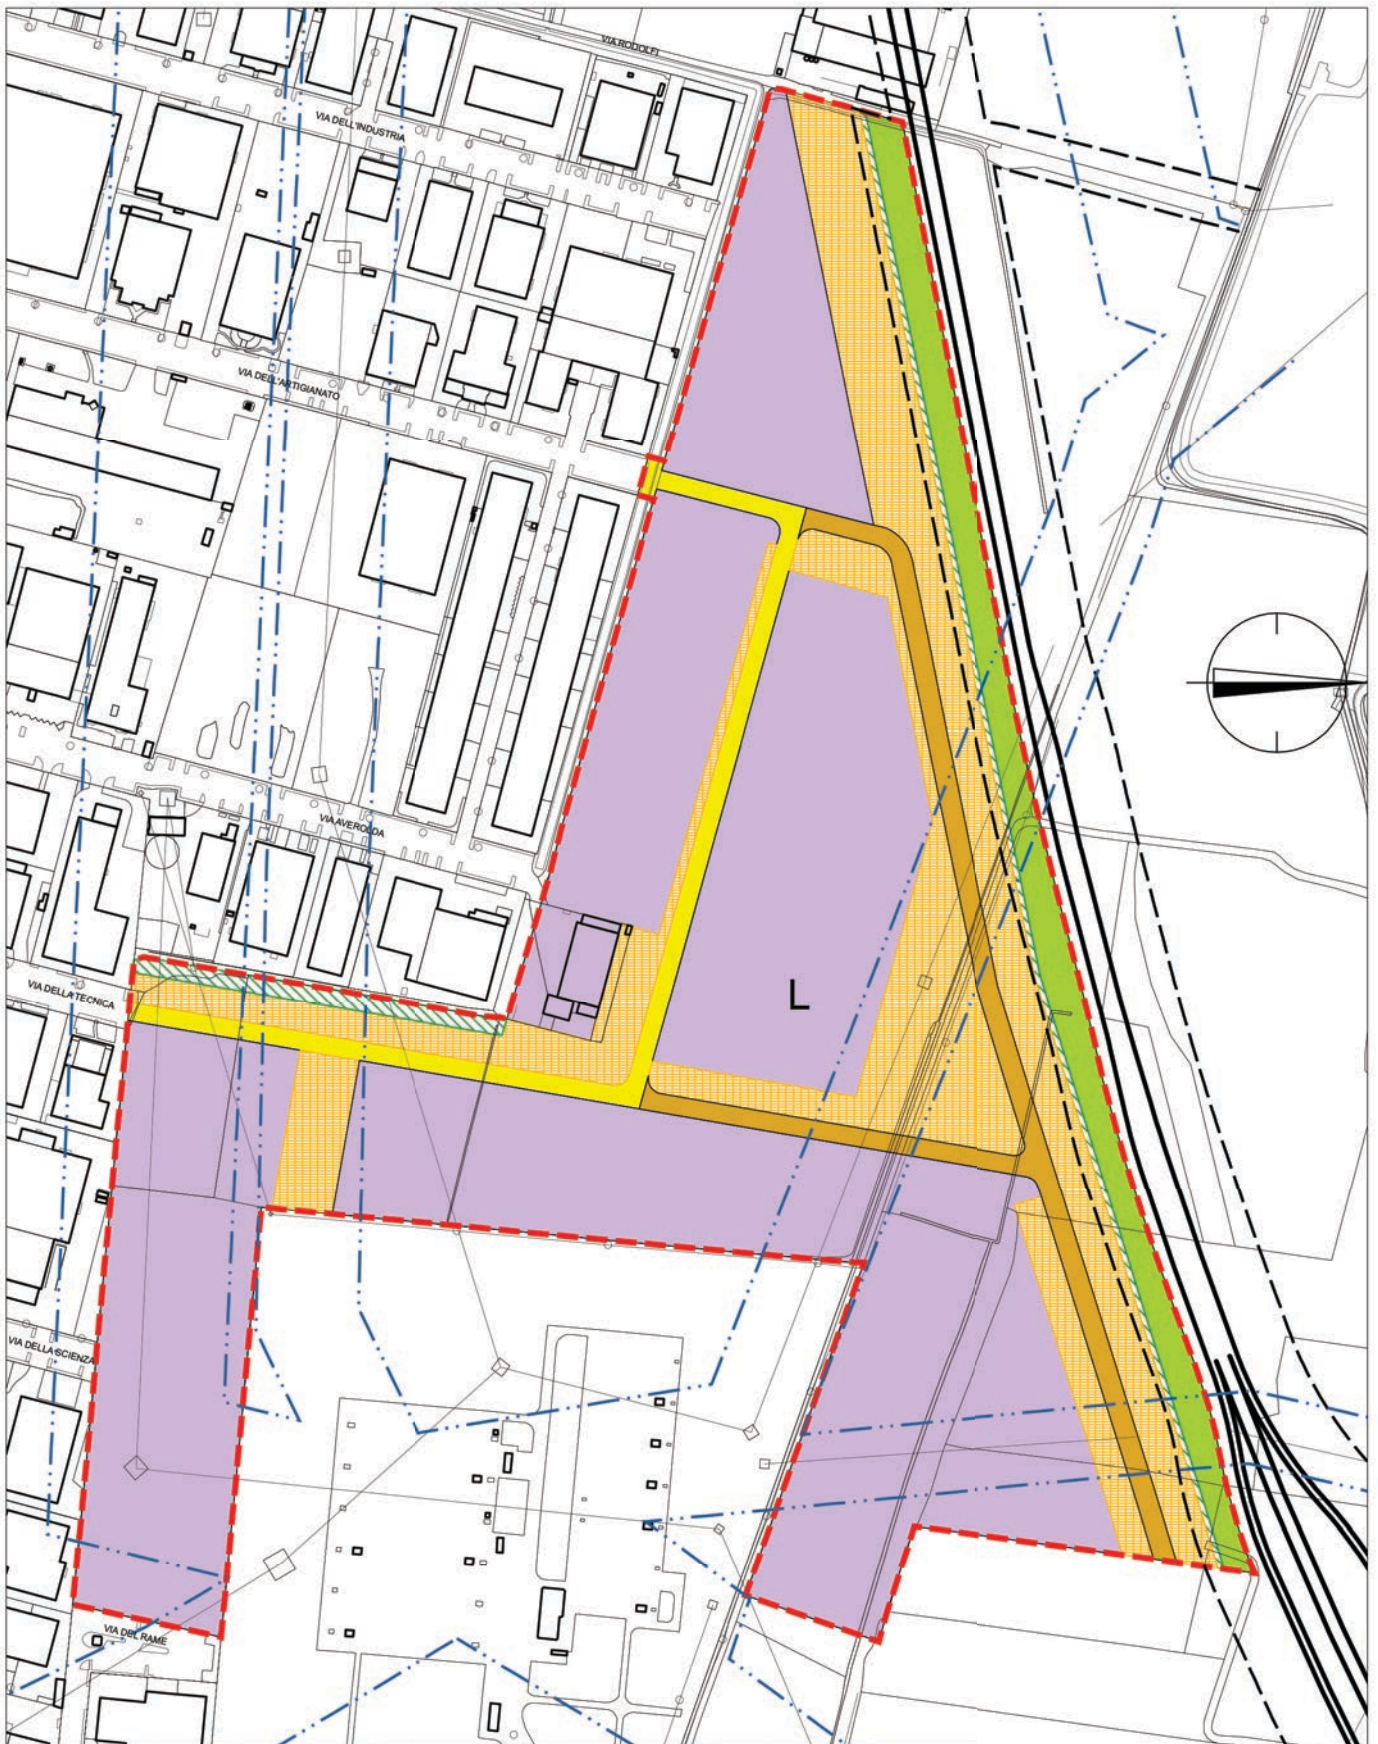 VIA RODOLFI
VIA DELL'INDUSTRIA
VIA DELL'ARTIGIANATO
VIA AVEROLDA
VIA DELLA TECNICA
L
VIA DELLA SCIENZA
VIA DEL RAME